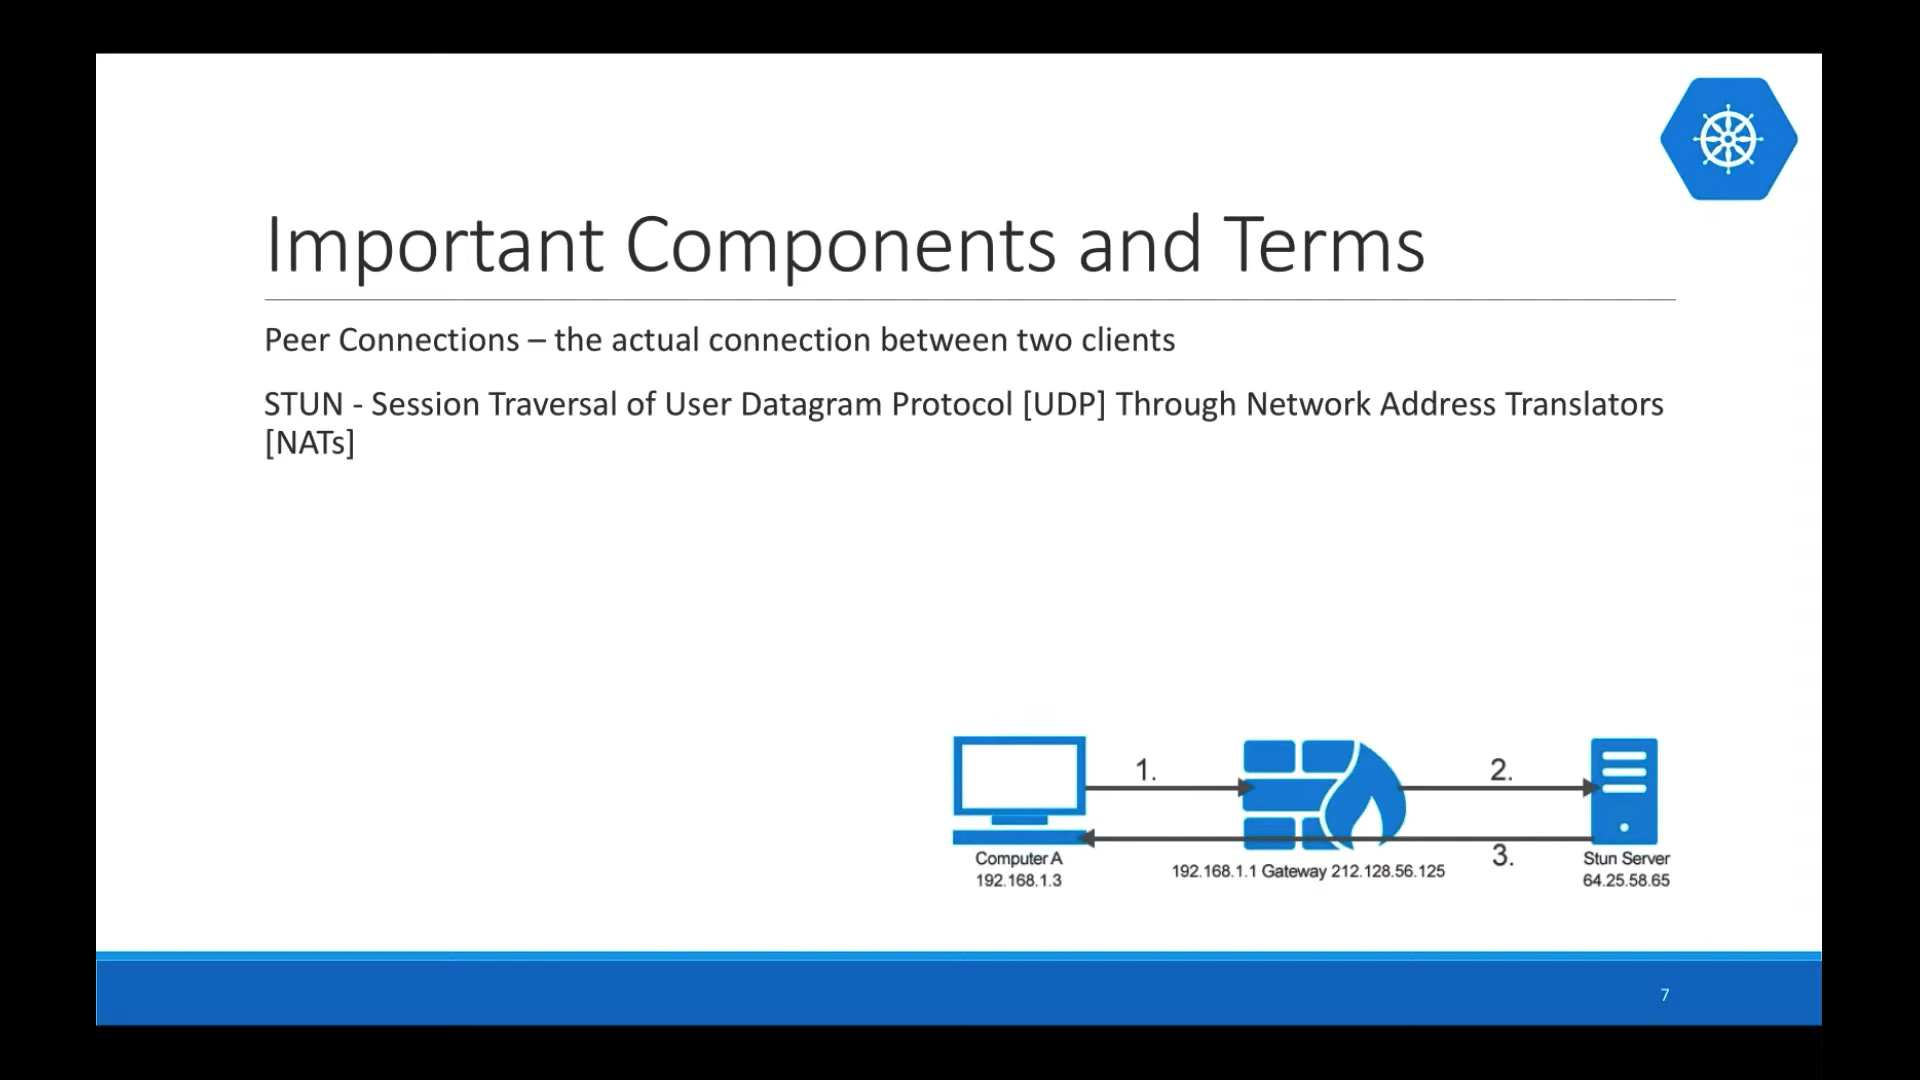 Important Components and Terms
Peer Connections – the actual connection between two clients
STUN - Session Traversal of User Datagram Protocol [UDP] Through Network Address Translators
[NATs]
1.
2.
3.
Computer A
192.168.1.3
192.168.1.1 Gateway 212.128.56.125
Stun Server
64.25.58.65
7